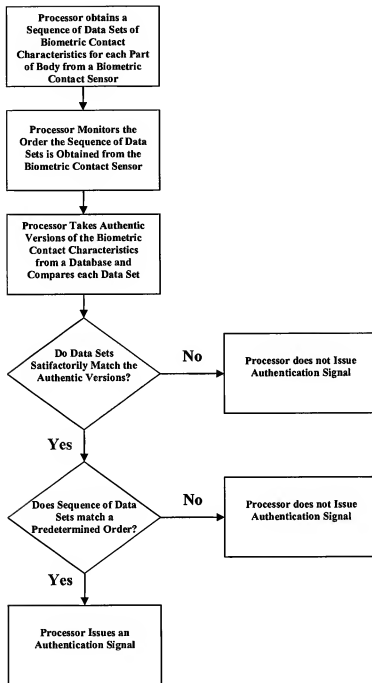 Processor obtains a
Sequence of Data Sets of
Biometric Contact
Characteristics for each Part
of Body from a Biometric
Contact Sensor
Processor Monitors the
Order the Sequence of Data
Sets is Obtained from the
Biometric Contact Sensor
Processor Takes Authentic
Versions of the Biometric
Contact Characteristics
from a Database and
Compares each Data Set
Do Data Sets
Satifactorily Match the
Authentic Versions?
No
Processor does not Issue
Authentication Signal
Yes
Does Sequence of Data
Sets match a
Predetermined Order?
No
Processor does not Issue
Authentication Signal
Yes
Processor Issues an
Authentication Signal